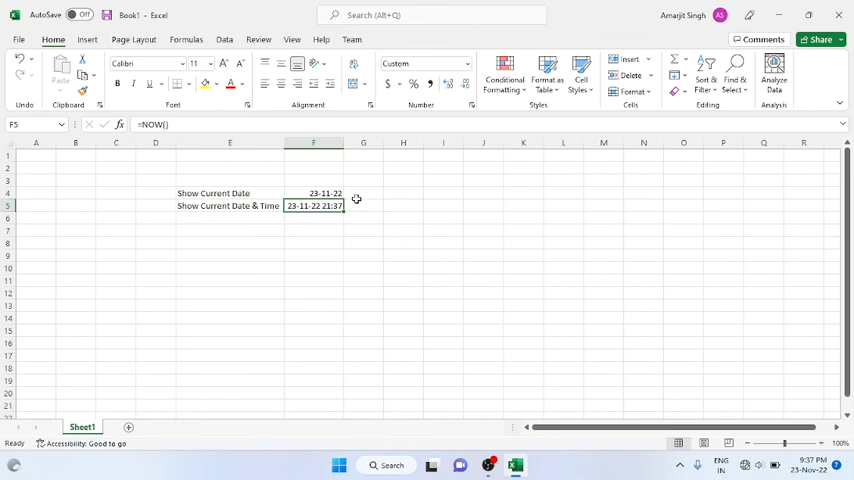 AutoSave Off Book1 - Excel Search (Alt+Q) Amarjit Singh AS
File Home Insert Page Layout Formulas Data Review View Help Team Comments Share
Calibri 11 Custom Insert
Paste Conditional Formatting Format as Table Cell Styles Delete Sort & Filter Find & Select Analyze Data
B I U A $ % , Format
Undo Clipboard Font Alignment Number Styles Cells Editing Analysis
F5 fx =NOW()
A B C D E F G H I J K L M N O P Q R
1
2
3
4 Show Current Date 23-11-22
5 Show Current Date & Time 23-11-22 21:37
6
7
8
9
10
11
12
13
14
15
16
17
18
19
20
21
22
Sheet1
Ready Accessibility: Good to go 100%
Search ENG IN 9:37 PM 23-Nov-22